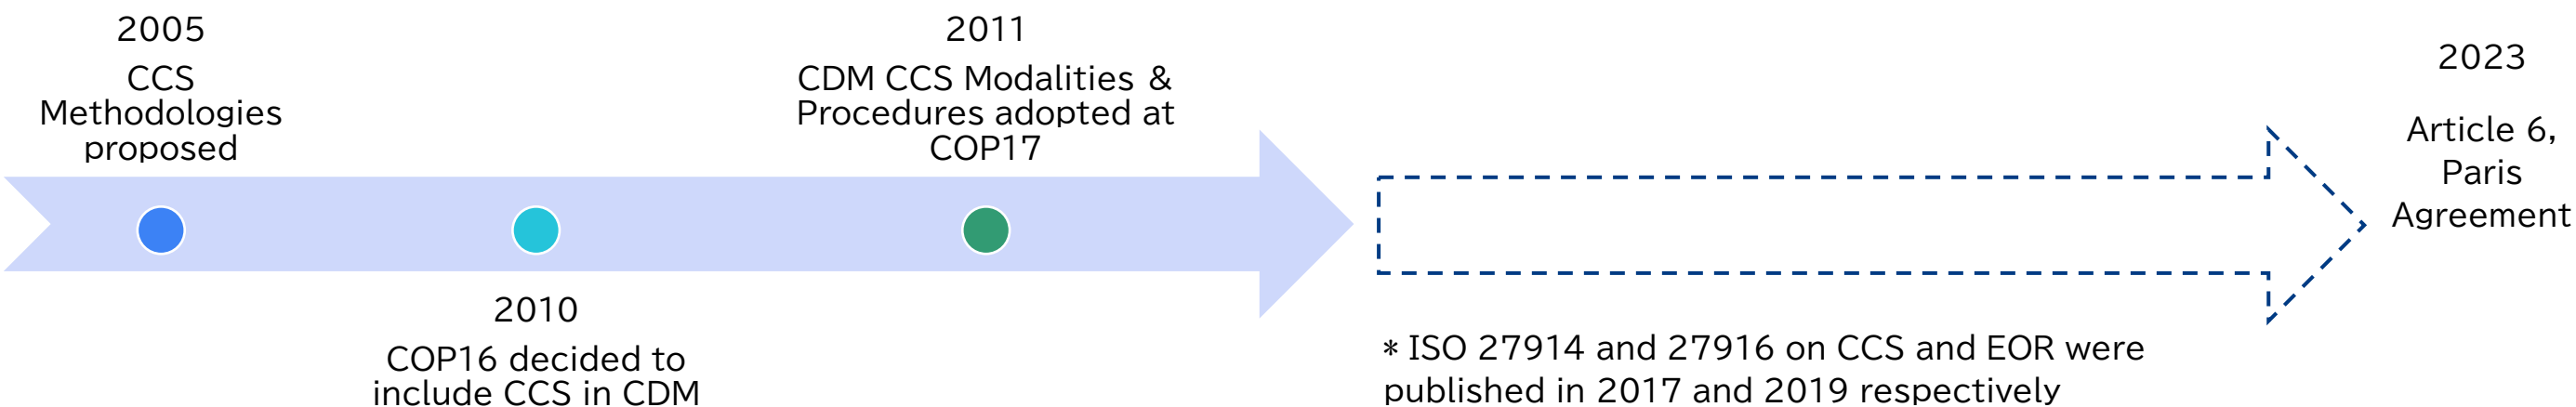 2005
CCS
Methodologies
proposed
2010
COP16 decided to
include CCS in CDM
2011
CDM CCS Modalities &
Procedures adopted at
COP17
* ISO 27914 and 27916 on CCS and EOR were
published in 2017 and 2019 respectively
2023
Article 6,
Paris
Agreement